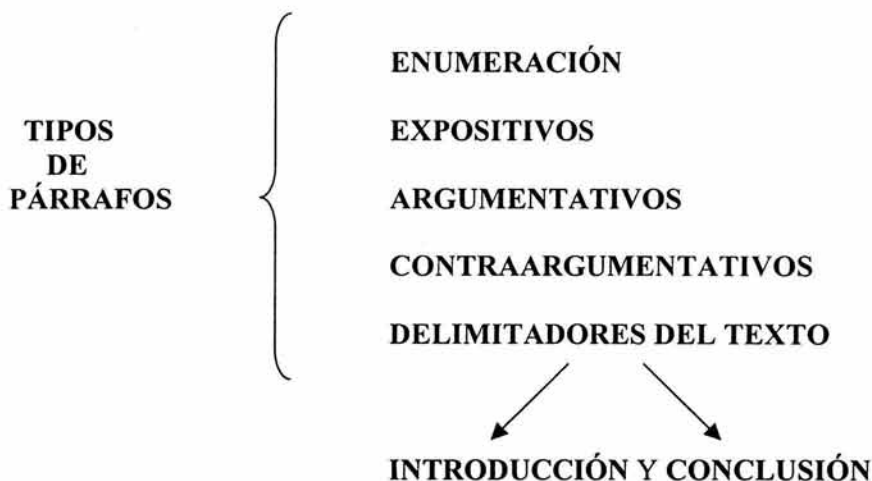 TIPOS
DE
PÁRRAFOS
ENUMERACIÓN
EXPOSITIVOS
ARGUMENTATIVOS
CONTRAARGUMENTATIVOS
DELIMITADORES DEL TEXTO
INTRODUCCIÓN Y CONCLUSIÓN